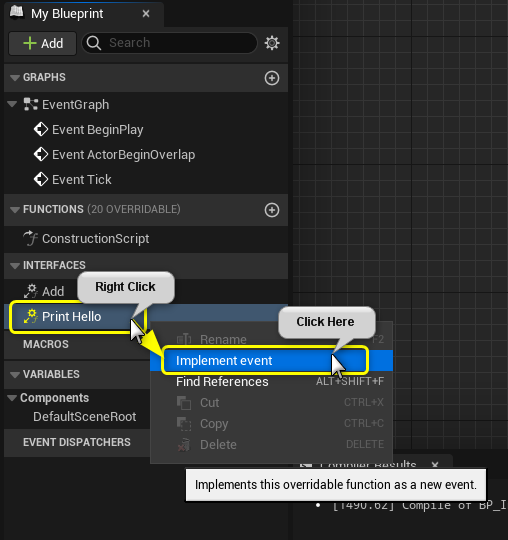 My Blueprint ×
+ Add Search
GRAPHS
EventGraph
Event BeginPlay
Event ActorBeginOverlap
Event Tick
FUNCTIONS (20 OVERRIDABLE)
ConstructionScript
INTERFACES
Add
Right Click
Print Hello
Click Here
Rename F2
MACROS
Implement event
VARIABLES
Find References ALT+SHIFT+F
Components
Cut CTRL+X
DefaultSceneRoot
Copy CTRL+C
EVENT DISPATCHERS
Delete DELETE
Compiler Results ×
Implements this overridable function as a new event.
[1490.62] Compile of BP_I